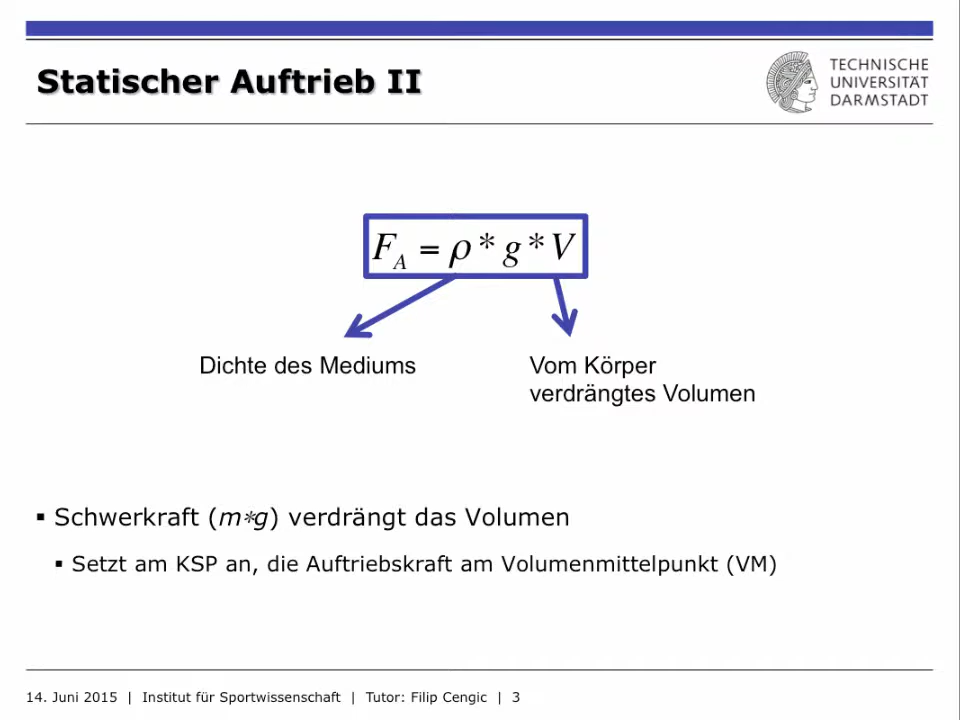 Statischer Auftrieb II
TECHNISCHE
UNIVERSITÄT
DARMSTADT
F_A = ρ * g * V
Dichte des Mediums
Vom Körper
verdrängtes Volumen
▪ Schwerkraft (m*g) verdrängt das Volumen
▪ Setzt am KSP an, die Auftriebskraft am Volumenmittelpunkt (VM)
14. Juni 2015 | Institut für Sportwissenschaft | Tutor: Filip Cengic | 3